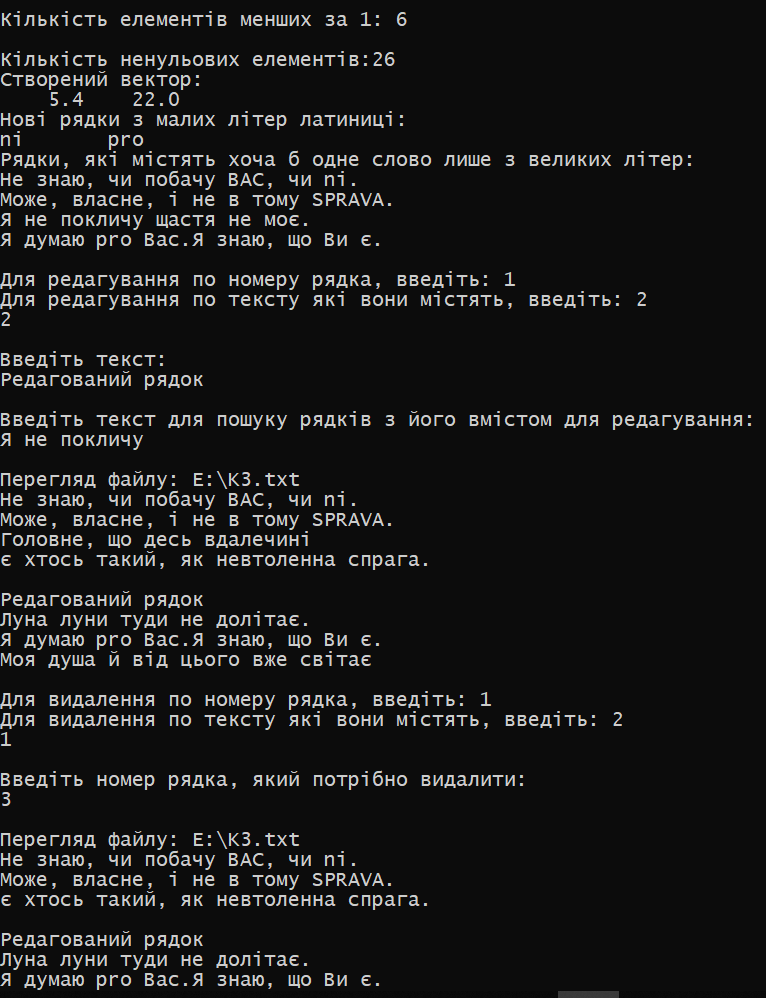 Кількість елементів менших за 1: 6
Кількість ненульових елементів:26
Створений вектор:
5.4 22.0
Нові рядки з малих літер латиниці:
ni pro
Рядки, які містять хоча б одне слово лише з великих літер:
Не знаю, чи побачу ВАС, чи ni.
Може, власне, і не в тому SPRAVA.
Я не покличу щастя не моє.
Я думаю pro Вас.Я знаю, що Ви є.
Для редагування по номеру рядка, введіть: 1
Для редагування по тексту які вони містять, введіть: 2
2
Введіть текст:
Редагований рядок
Введіть текст для пошуку рядків з його вмістом для редагування:
Я не покличу
Перегляд файлу: E:\K3.txt
Не знаю, чи побачу ВАС, чи ni.
Може, власне, і не в тому SPRAVA.
Головне, що десь вдалечині
є хтось такий, як невтоленна спрага.
Редагований рядок
Луна луни туди не долітає.
Я думаю pro Вас.Я знаю, що Ви є.
Моя душа й від цього вже світає
Для видалення по номеру рядка, введіть: 1
Для видалення по тексту які вони містять, введіть: 2
1
Введіть номер рядка, який потрібно видалити:
3
Перегляд файлу: E:\K3.txt
Не знаю, чи побачу ВАС, чи ni.
Може, власне, і не в тому SPRAVA.
є хтось такий, як невтоленна спрага.
Редагований рядок
Луна луни туди не долітає.
Я думаю pro Вас.Я знаю, що Ви є.